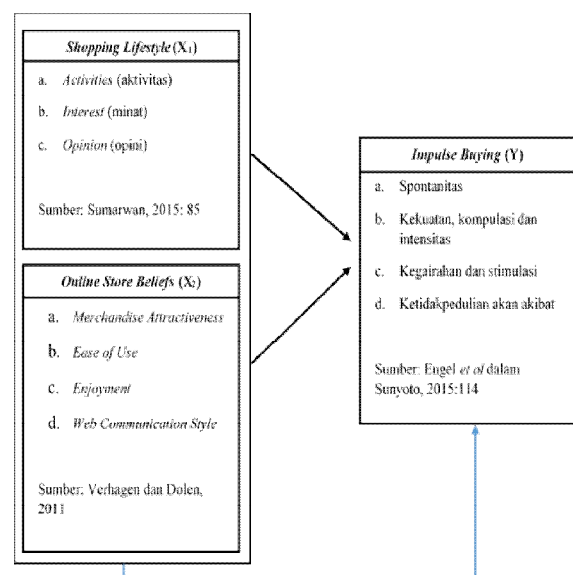 Shopping Lifestyle (X₁)
a. Activities (aktivitas)
b. Interest (minat)
c. Opinion (opini)
Sumber: Sumarwan, 2015: 85
Online Store Beliefs (X₂)
a. Merchandise Attractiveness
b. Ease of Use
c. Enjoyment
d. Web Communication Style
Sumber: Verhagen dan Dolen,
2011
Impulse Buying (Y)
a. Spontanitas
b. Kekuatan, kompulasi dan
intensitas
c. Kegairahan dan stimulasi
d. Ketidakpedulian akan akibat
Sumber: Engel et al dalam
Sunyoto, 2015:114